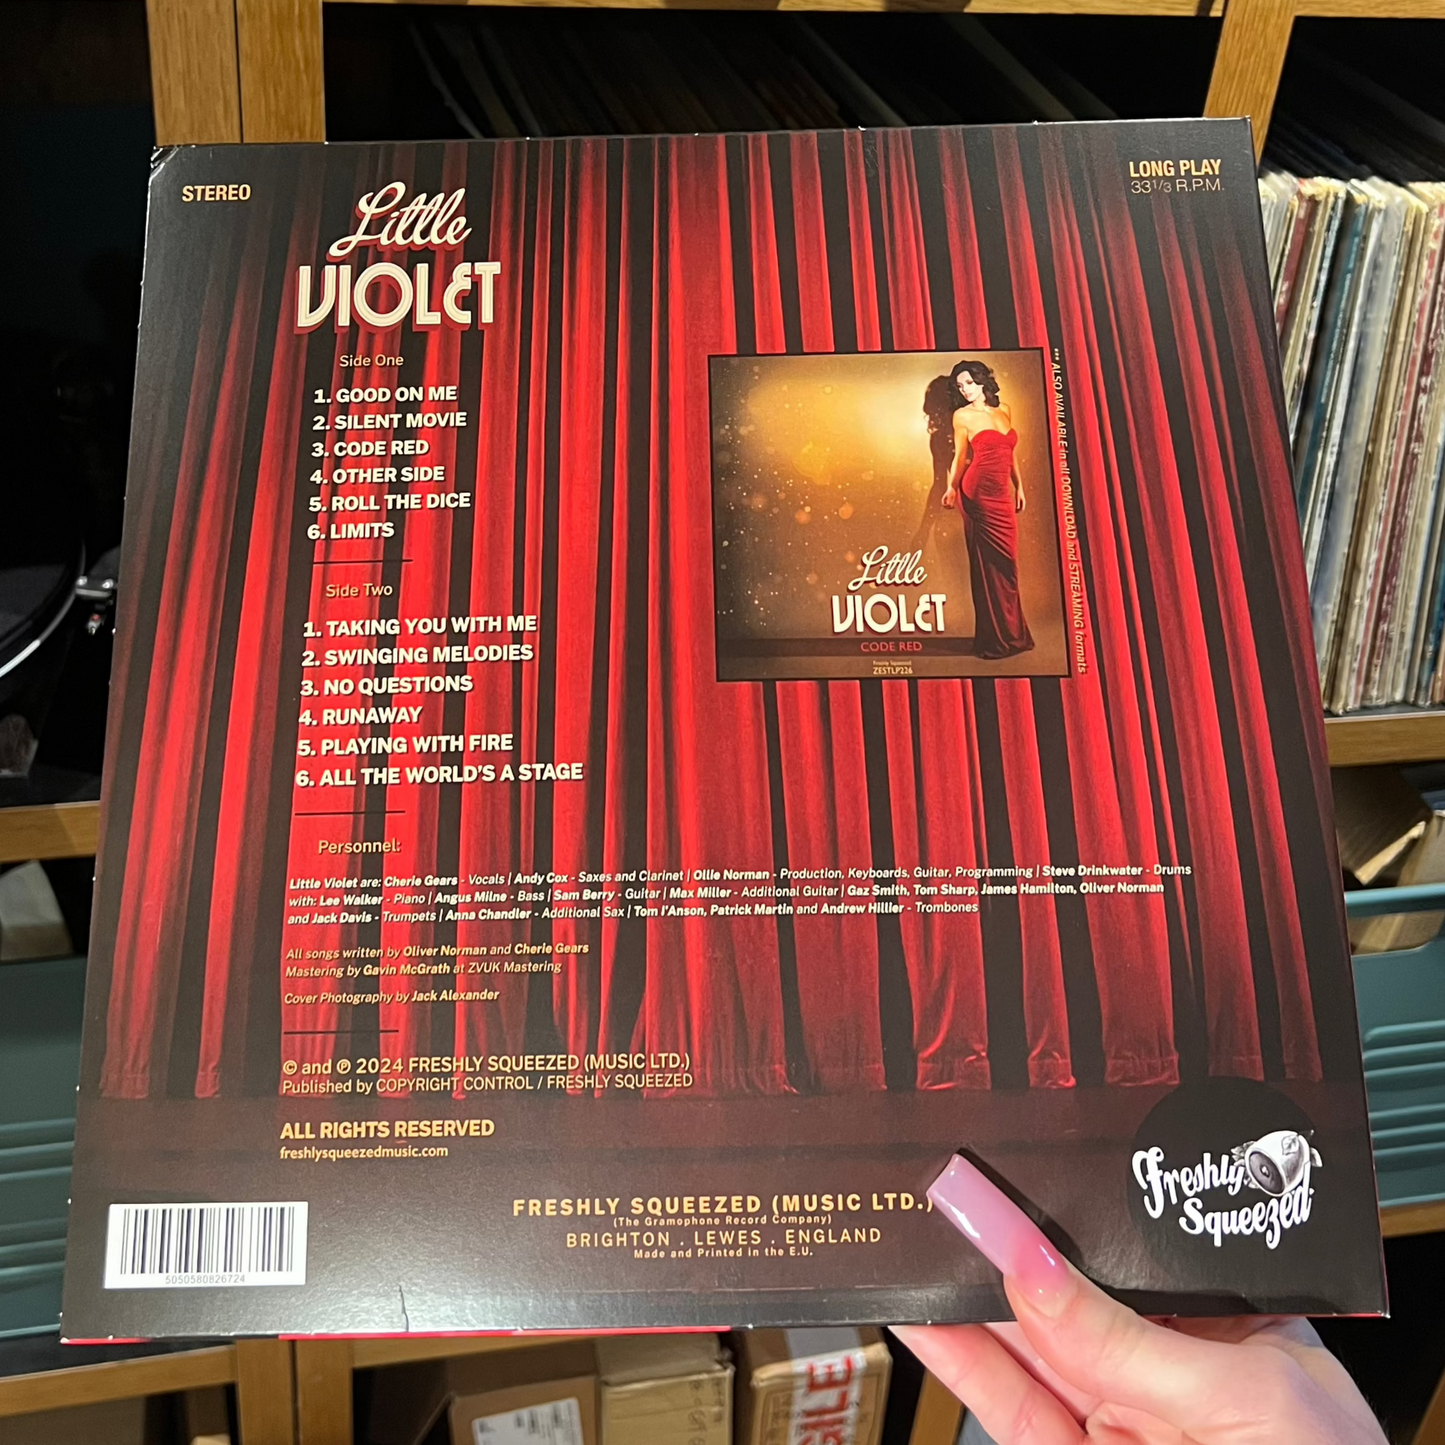 STEREO
LONG PLAY
33 1/3 R.P.M.
Little
VIOLET
Side One
1. GOOD ON ME
2. SILENT MOVIE
3. CODE RED
4. OTHER SIDE
5. ROLL THE DICE
6. LIMITS
Side Two
1. TAKING YOU WITH ME
2. SWINGING MELODIES
3. NO QUESTIONS
4. RUNAWAY
5. PLAYING WITH FIRE
6. ALL THE WORLD'S A STAGE
Little
VIOLET
CODE RED
Freshly Squeezed
ZESTLP226
*** ALSO AVAILABLE in all DOWNLOAD and STREAMING formats
Personnel:
Little Violet are: Cherie Gears - Vocals | Andy Cox - Saxes and Clarinet | Ollie Norman - Production, Keyboards, Guitar, Programming | Steve Drinkwater - Drums
with: Lee Walker - Piano | Angus Milne - Bass | Sam Berry - Guitar | Max Miller - Additional Guitar | Gaz Smith, Tom Sharp, James Hamilton, Oliver Norman
and Jack Davis - Trumpets | Anna Chandler - Additional Sax | Tom I'Anson, Patrick Martin and Andrew Hillier - Trombones
All songs written by Oliver Norman and Cherie Gears
Mastering by Gavin McGrath at ZVUK Mastering
Cover Photography by Jack Alexander
© and ℗ 2024 FRESHLY SQUEEZED (MUSIC LTD.)
Published by COPYRIGHT CONTROL / FRESHLY SQUEEZED
ALL RIGHTS RESERVED
freshlysqueezedmusic.com
FRESHLY SQUEEZED (MUSIC LTD.)
(The Gramophone Record Company)
BRIGHTON . LEWES . ENGLAND
Made and Printed in the E.U.
Freshly
Squeezed
5050580826724